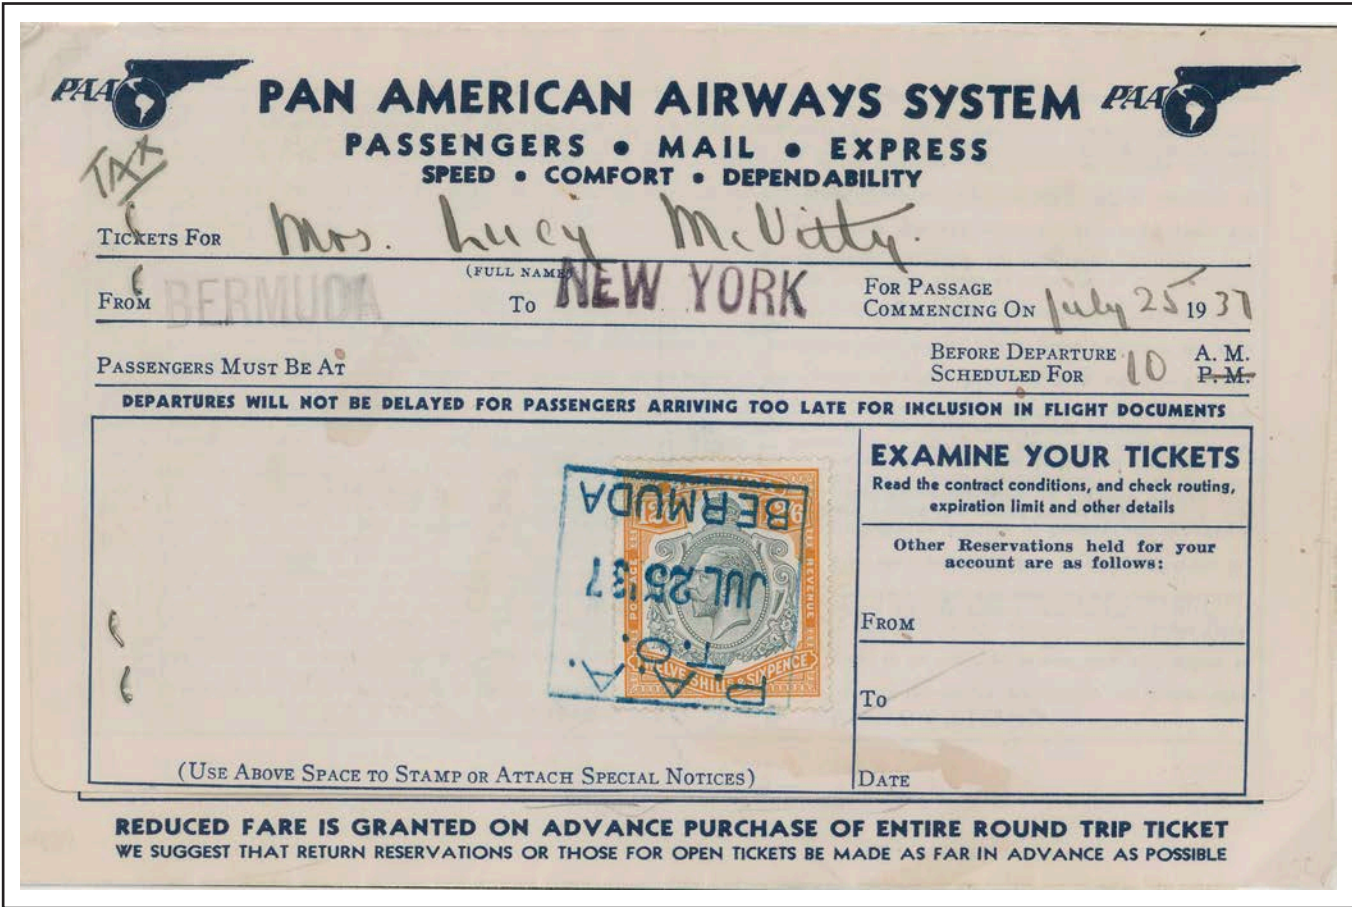 PAA PAN AMERICAN AIRWAYS SYSTEM PAA
PASSENGERS • MAIL • EXPRESS
SPEED • COMFORT • DEPENDABILITY
TAX
TICKETS FOR Mrs. Lucy McVitty.
(FULL NAME)
FROM BERMUDA To NEW YORK FOR PASSAGE COMMENCING ON July 25 1937
PASSENGERS MUST BE AT BEFORE DEPARTURE SCHEDULED FOR 10 A. M. P. M.
DEPARTURES WILL NOT BE DELAYED FOR PASSENGERS ARRIVING TOO LATE FOR INCLUSION IN FLIGHT DOCUMENTS
BERMUDA
JUL 25 '37
12/6 12/6
POSTAGE
REVENUE
TWELVE SHILLS & SIXPENCE
(USE ABOVE SPACE TO STAMP OR ATTACH SPECIAL NOTICES)
EXAMINE YOUR TICKETS
Read the contract conditions, and check routing,
expiration limit and other details
Other Reservations held for your
account are as follows:
FROM
To
DATE
REDUCED FARE IS GRANTED ON ADVANCE PURCHASE OF ENTIRE ROUND TRIP TICKET
WE SUGGEST THAT RETURN RESERVATIONS OR THOSE FOR OPEN TICKETS BE MADE AS FAR IN ADVANCE AS POSSIBLE